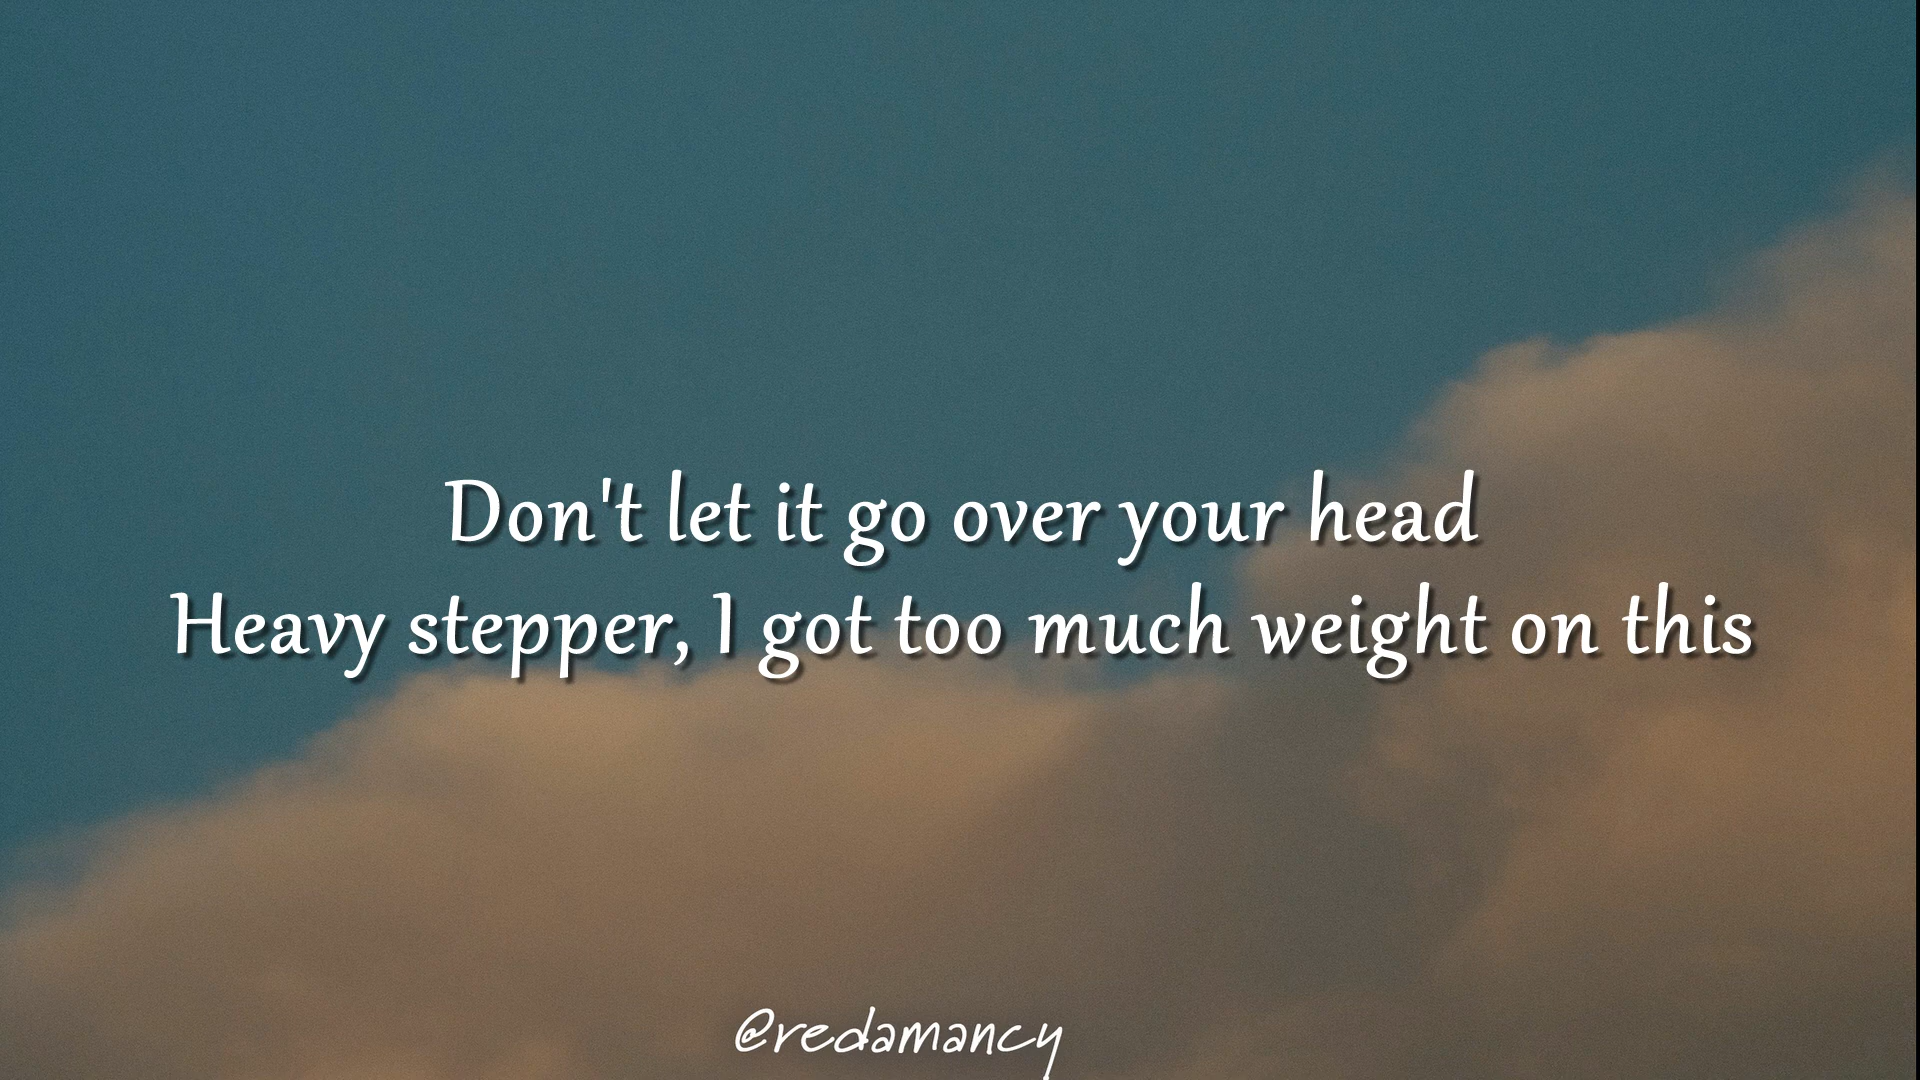 Don't let it go over your head
Heavy stepper, I got too much weight on this
@redamancy